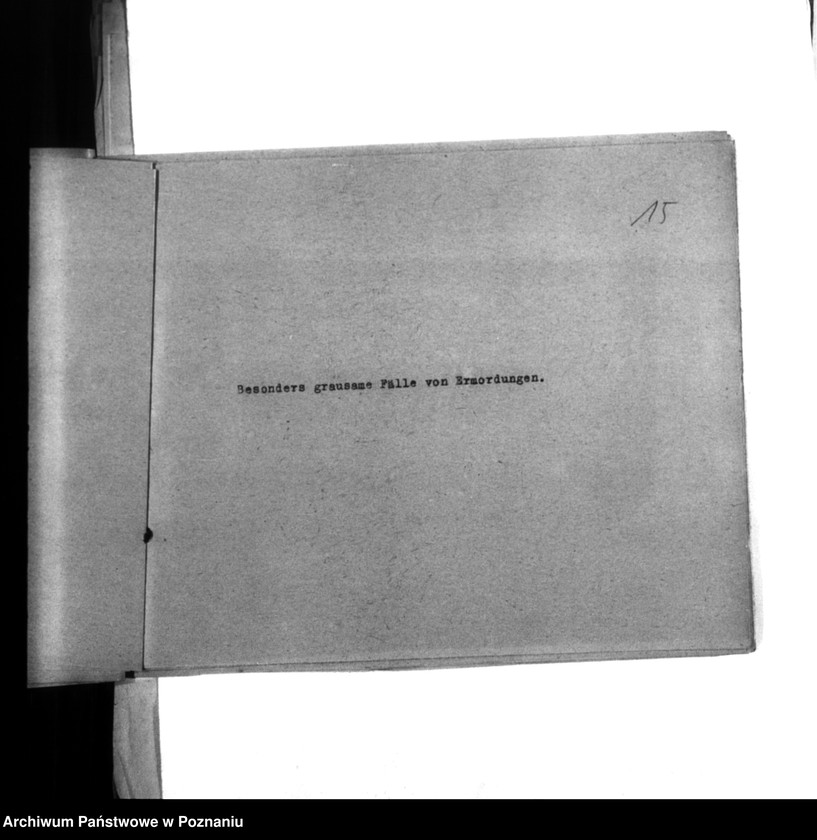 15
Besonders grausame Fälle von Ermordungen.
Archiwum Państwowe w Poznaniu